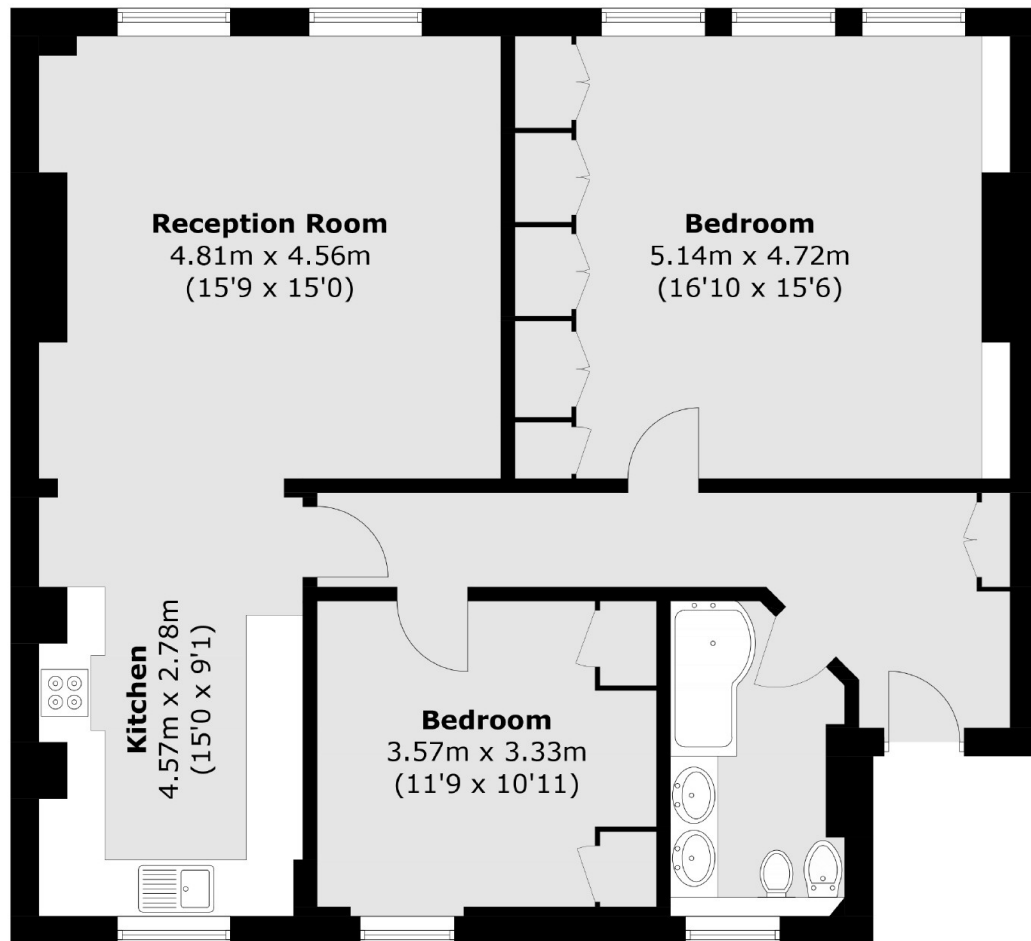 Reception Room
4.81m x 4.56m
(15'9 x 15'0)
Bedroom
5.14m x 4.72m
(16'10 x 15'6)
Kitchen
4.57m x 2.78m
(15'0 x 9'1)
Bedroom
3.57m x 3.33m
(11'9 x 10'11)